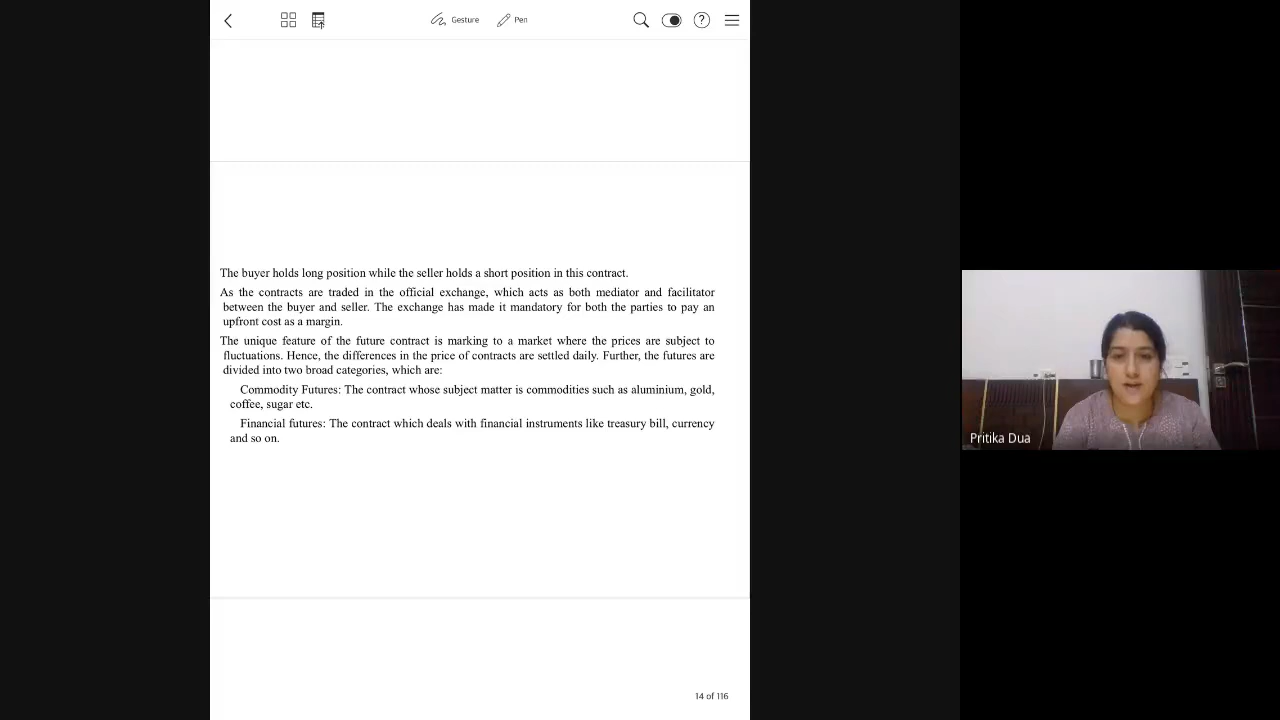 Gesture
Pen
?
The buyer holds long position while the seller holds a short position in this contract.
As the contracts are traded in the official exchange, which acts as both mediator and facilitator
between the buyer and seller. The exchange has made it mandatory for both the parties to pay an
upfront cost as a margin.
The unique feature of the future contract is marking to a market where the prices are subject to
fluctuations. Hence, the differences in the price of contracts are settled daily. Further, the futures are
divided into two broad categories, which are:
Commodity Futures: The contract whose subject matter is commodities such as aluminium, gold,
coffee, sugar etc.
Financial futures: The contract which deals with financial instruments like treasury bill, currency
and so on.
14 of 116
Pritika Dua